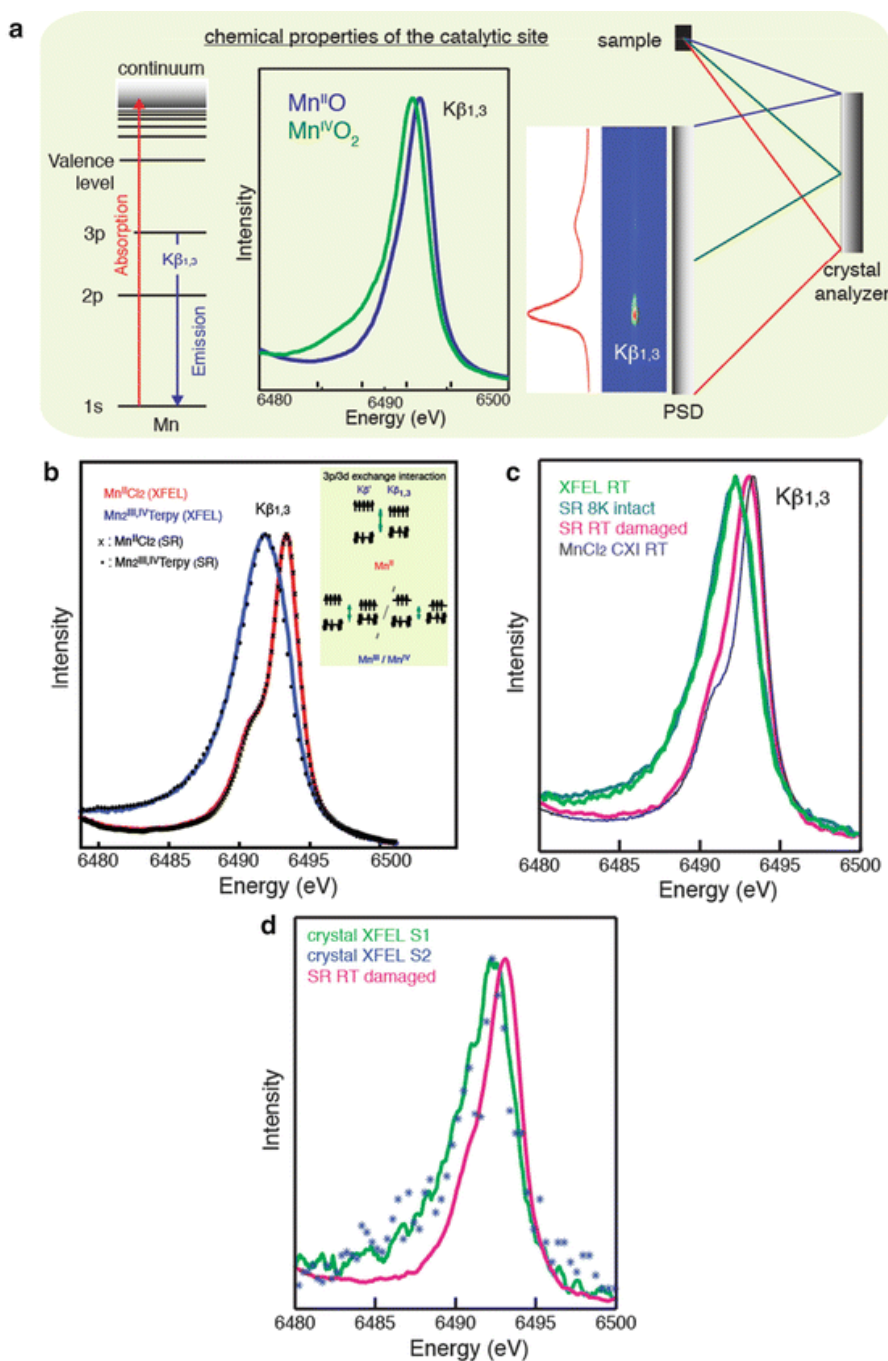 a
chemical properties of the catalytic site
continuum
Valence
level
3p
2p
1s
Absorption
Kβ1,3
Emission
Mn
MnᴵᴵO
MnᴵⱽO2
Kβ1,3
Intensity
6480 6490 6500
Energy (eV)
sample
crystal
analyzer
Kβ1,3
PSD
b
MnᴵᴵCl2 (XFEL)
Mn2ᴵᴵᴵ,ᴵⱽTerpy (XFEL)
x : MnᴵᴵCl2 (SR)
• : Mn2ᴵᴵᴵ,ᴵⱽTerpy (SR)
Kβ1,3
3p/3d exchange interaction
Kβ' Kβ1,3
Mnᴵᴵ
Mnᴵᴵᴵ / Mnᴵⱽ
Intensity
6480 6485 6490 6495 6500
Energy (eV)
c
XFEL RT
SR 8K intact
SR RT damaged
MnCl2 CXI RT
Kβ1,3
Intensity
6480 6485 6490 6495 6500
Energy (eV)
d
crystal XFEL S1
crystal XFEL S2
SR RT damaged
Intensity
6480 6485 6490 6495 6500
Energy (eV)